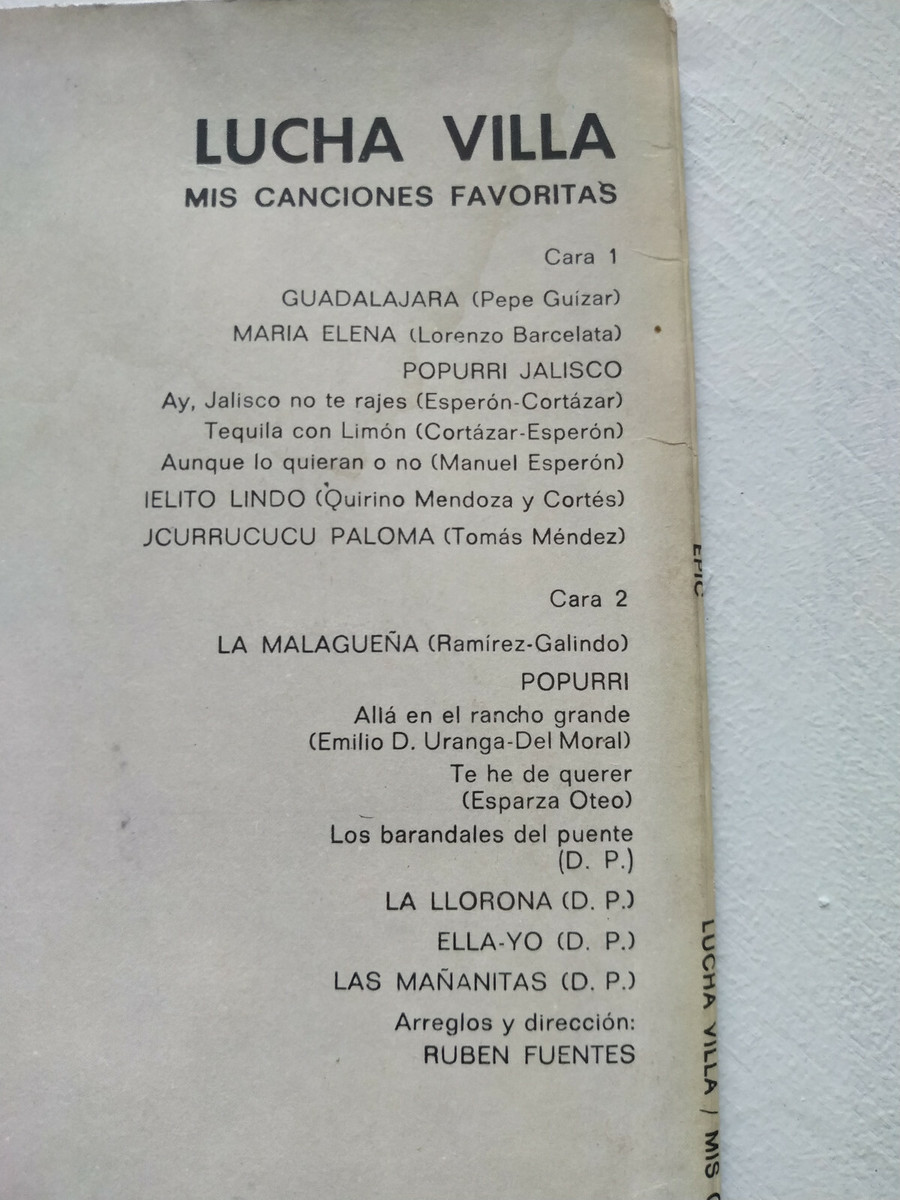 LUCHA VILLA
MIS CANCIONES FAVORITAS
Cara 1
GUADALAJARA (Pepe Guízar)
MARIA ELENA (Lorenzo Barcelata)
POPURRI JALISCO
Ay, Jalisco no te rajes (Esperón-Cortázar)
Tequila con Limón (Cortázar-Esperón)
Aunque lo quieran o no (Manuel Esperón)
IELITO LINDO (Quirino Mendoza y Cortés)
JCURRUCUCU PALOMA (Tomás Méndez)
Cara 2
LA MALAGUEÑA (Ramírez-Galindo)
POPURRI
Allá en el rancho grande
(Emilio D. Uranga-Del Moral)
Te he de querer
(Esparza Oteo)
Los barandales del puente
(D. P.)
LA LLORONA (D. P.)
ELLA-YO (D. P.)
LAS MAÑANITAS (D. P.)
Arreglos y dirección:
RUBEN FUENTES
EPIC
LUCHA VILLA / MIS